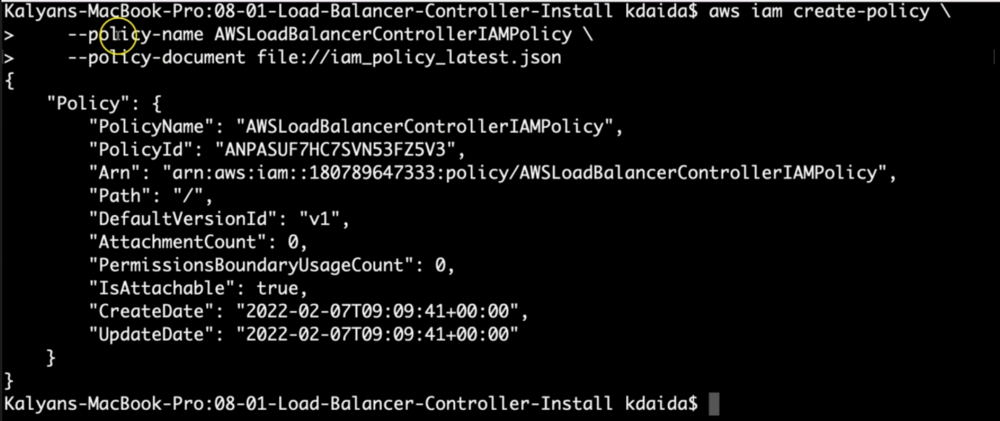 Kalyans-MacBook-Pro:08-01-Load-Balancer-Controller-Install kdaida$ aws iam create-policy \
>     --policy-name AWSLoadBalancerControllerIAMPolicy \
>     --policy-document file://iam_policy_latest.json
{
    "Policy": {
        "PolicyName": "AWSLoadBalancerControllerIAMPolicy",
        "PolicyId": "ANPASUF7HC7SVN53FZ5V3",
        "Arn": "arn:aws:iam::180789647333:policy/AWSLoadBalancerControllerIAMPolicy",
        "Path": "/",
        "DefaultVersionId": "v1",
        "AttachmentCount": 0,
        "PermissionsBoundaryUsageCount": 0,
        "IsAttachable": true,
        "CreateDate": "2022-02-07T09:09:41+00:00",
        "UpdateDate": "2022-02-07T09:09:41+00:00"
    }
}
Kalyans-MacBook-Pro:08-01-Load-Balancer-Controller-Install kdaida$